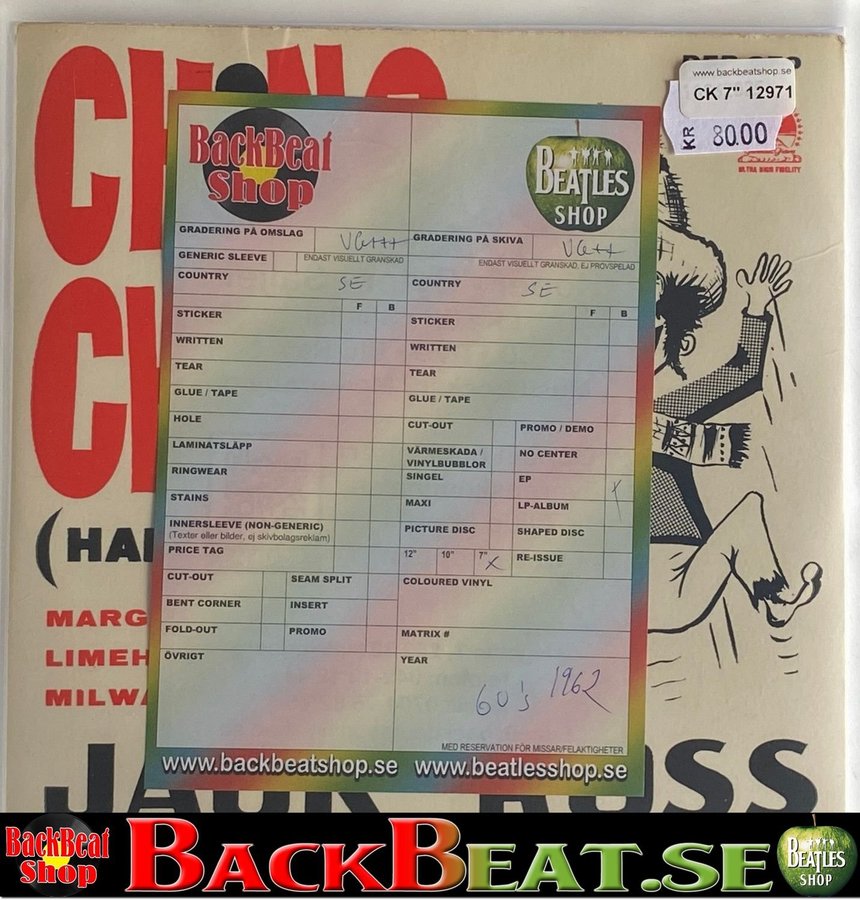 CH NG
www.backbeatshop.se
CK 7" 12971
KR 80.00
ULTRA HIGH FIDELITY
BackBeat Shop
BEATLES SHOP
GRADERING PÅ OMSLAG VG+++ GRADERING PÅ SKIVA VG++
GENERIC SLEEVE ENDAST VISUELLT GRANSKAD ENDAST VISUELLT GRANSKAD, EJ PROVSPELAD
COUNTRY SE COUNTRY SE
F B F B
STICKER STICKER
WRITTEN WRITTEN
TEAR TEAR
GLUE / TAPE GLUE / TAPE
HOLE CUT-OUT PROMO / DEMO
LAMINATSLÄPP VÄRMESKADA / VINYLBUBBLOR NO CENTER
RINGWEAR SINGEL EP X
STAINS MAXI LP-ALBUM
INNERSLEEVE (NON-GENERIC) PICTURE DISC SHAPED DISC
(Texter eller bilder, ej skivbolagsreklam)
PRICE TAG 12" 10" 7" X RE-ISSUE
CUT-OUT SEAM SPLIT COLOURED VINYL
BENT CORNER INSERT
FOLD-OUT PROMO MATRIX #
ÖVRIGT YEAR
60's 1962
MED RESERVATION FÖR MISSAR/FELAKTIGHETER
www.backbeatshop.se www.beatlesshop.se
CH
(HA
MARG
LIMEH
MILWA
JACK ROSS
BackBeat Shop BACKBEAT.SE BEATLES SHOP